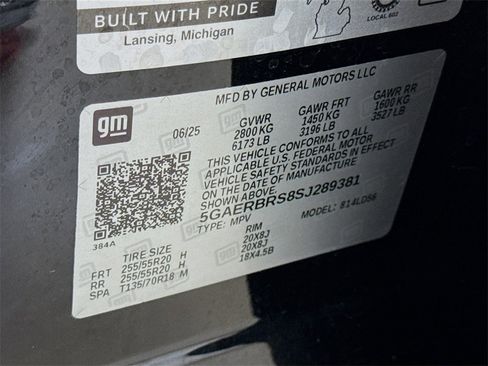 BUILT WITH PRIDE
Lansing, Michigan
LOCAL 602
gm
MFD BY GENERAL MOTORS LLC
06/25
GVWR GAWR FRT GAWR RR
2800 KG 1450 KG 1600 KG
6173 LB 3196 LB 3527 LB
THIS VEHICLE CONFORMS TO ALL
APPLICABLE U.S. FEDERAL MOTOR
VEHICLE SAFETY STANDARDS IN EFFECT
ON THE DATE OF MANUFACTURE
SHOWN ABOVE.
5GAERBRS8SJ289381
TYPE: MPV MODEL: 814LD56
384A
TIRE SIZE RIM
FRT 255/55R20 H 20X8J
RR 255/55R20 H 20X8J
SPA T135/70R18 M 18X4.5B